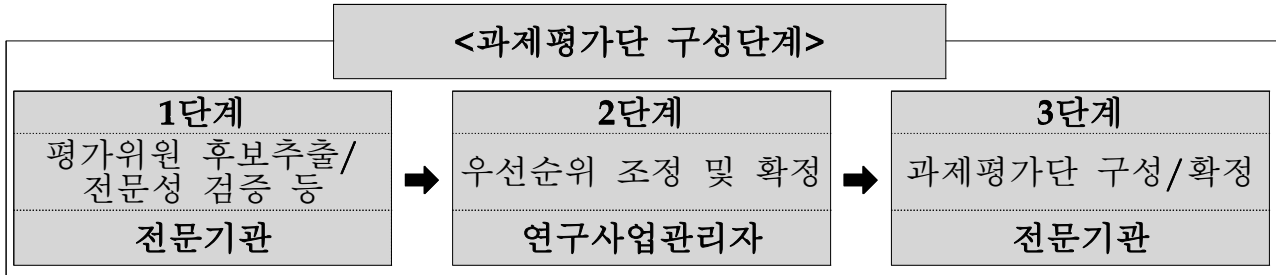 <과제평가단 구성단계>
1단계
평가위원 후보추출/
전문성 검증 등
전문기관
2단계
우선순위 조정 및 확정
연구사업관리자
3단계
과제평가단 구성/확정
전문기관